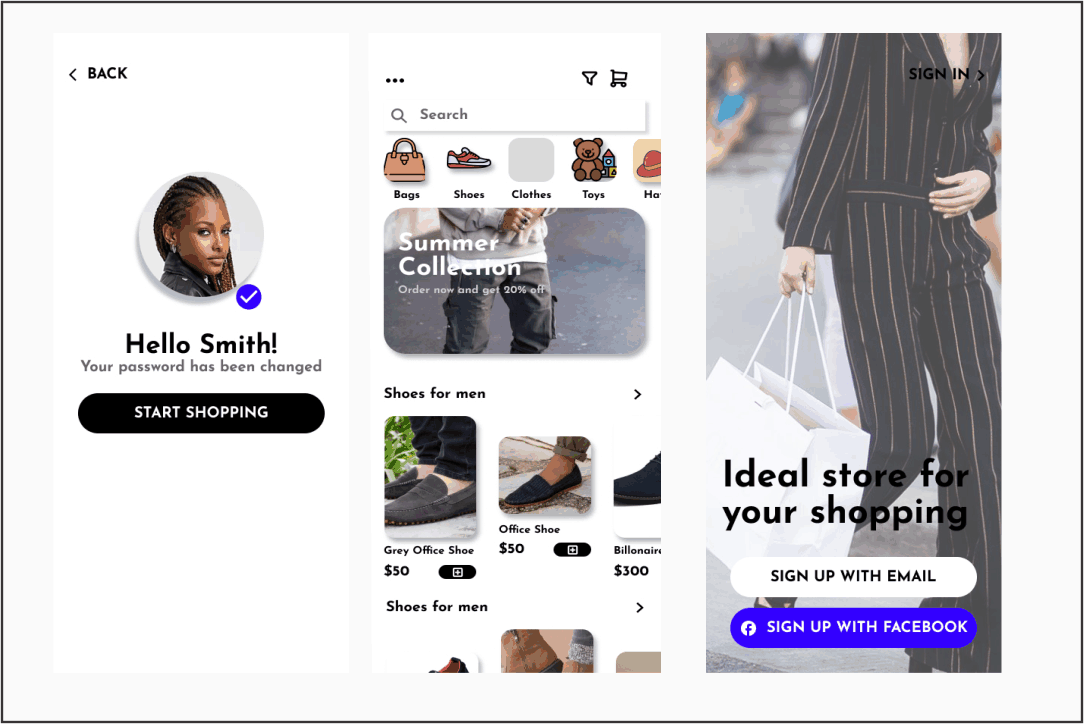 BACK
Hello Smith!
Your password has been changed
START SHOPPING
Search
Bags
Shoes
Clothes
Toys
Ha
Summer
Collection
Order now and get 20% off
Shoes for men
Grey Office Shoe
$50
Office Shoe
$50
Billonaire
$300
Shoes for men
SIGN IN
Ideal store for
your shopping
SIGN UP WITH EMAIL
SIGN UP WITH FACEBOOK